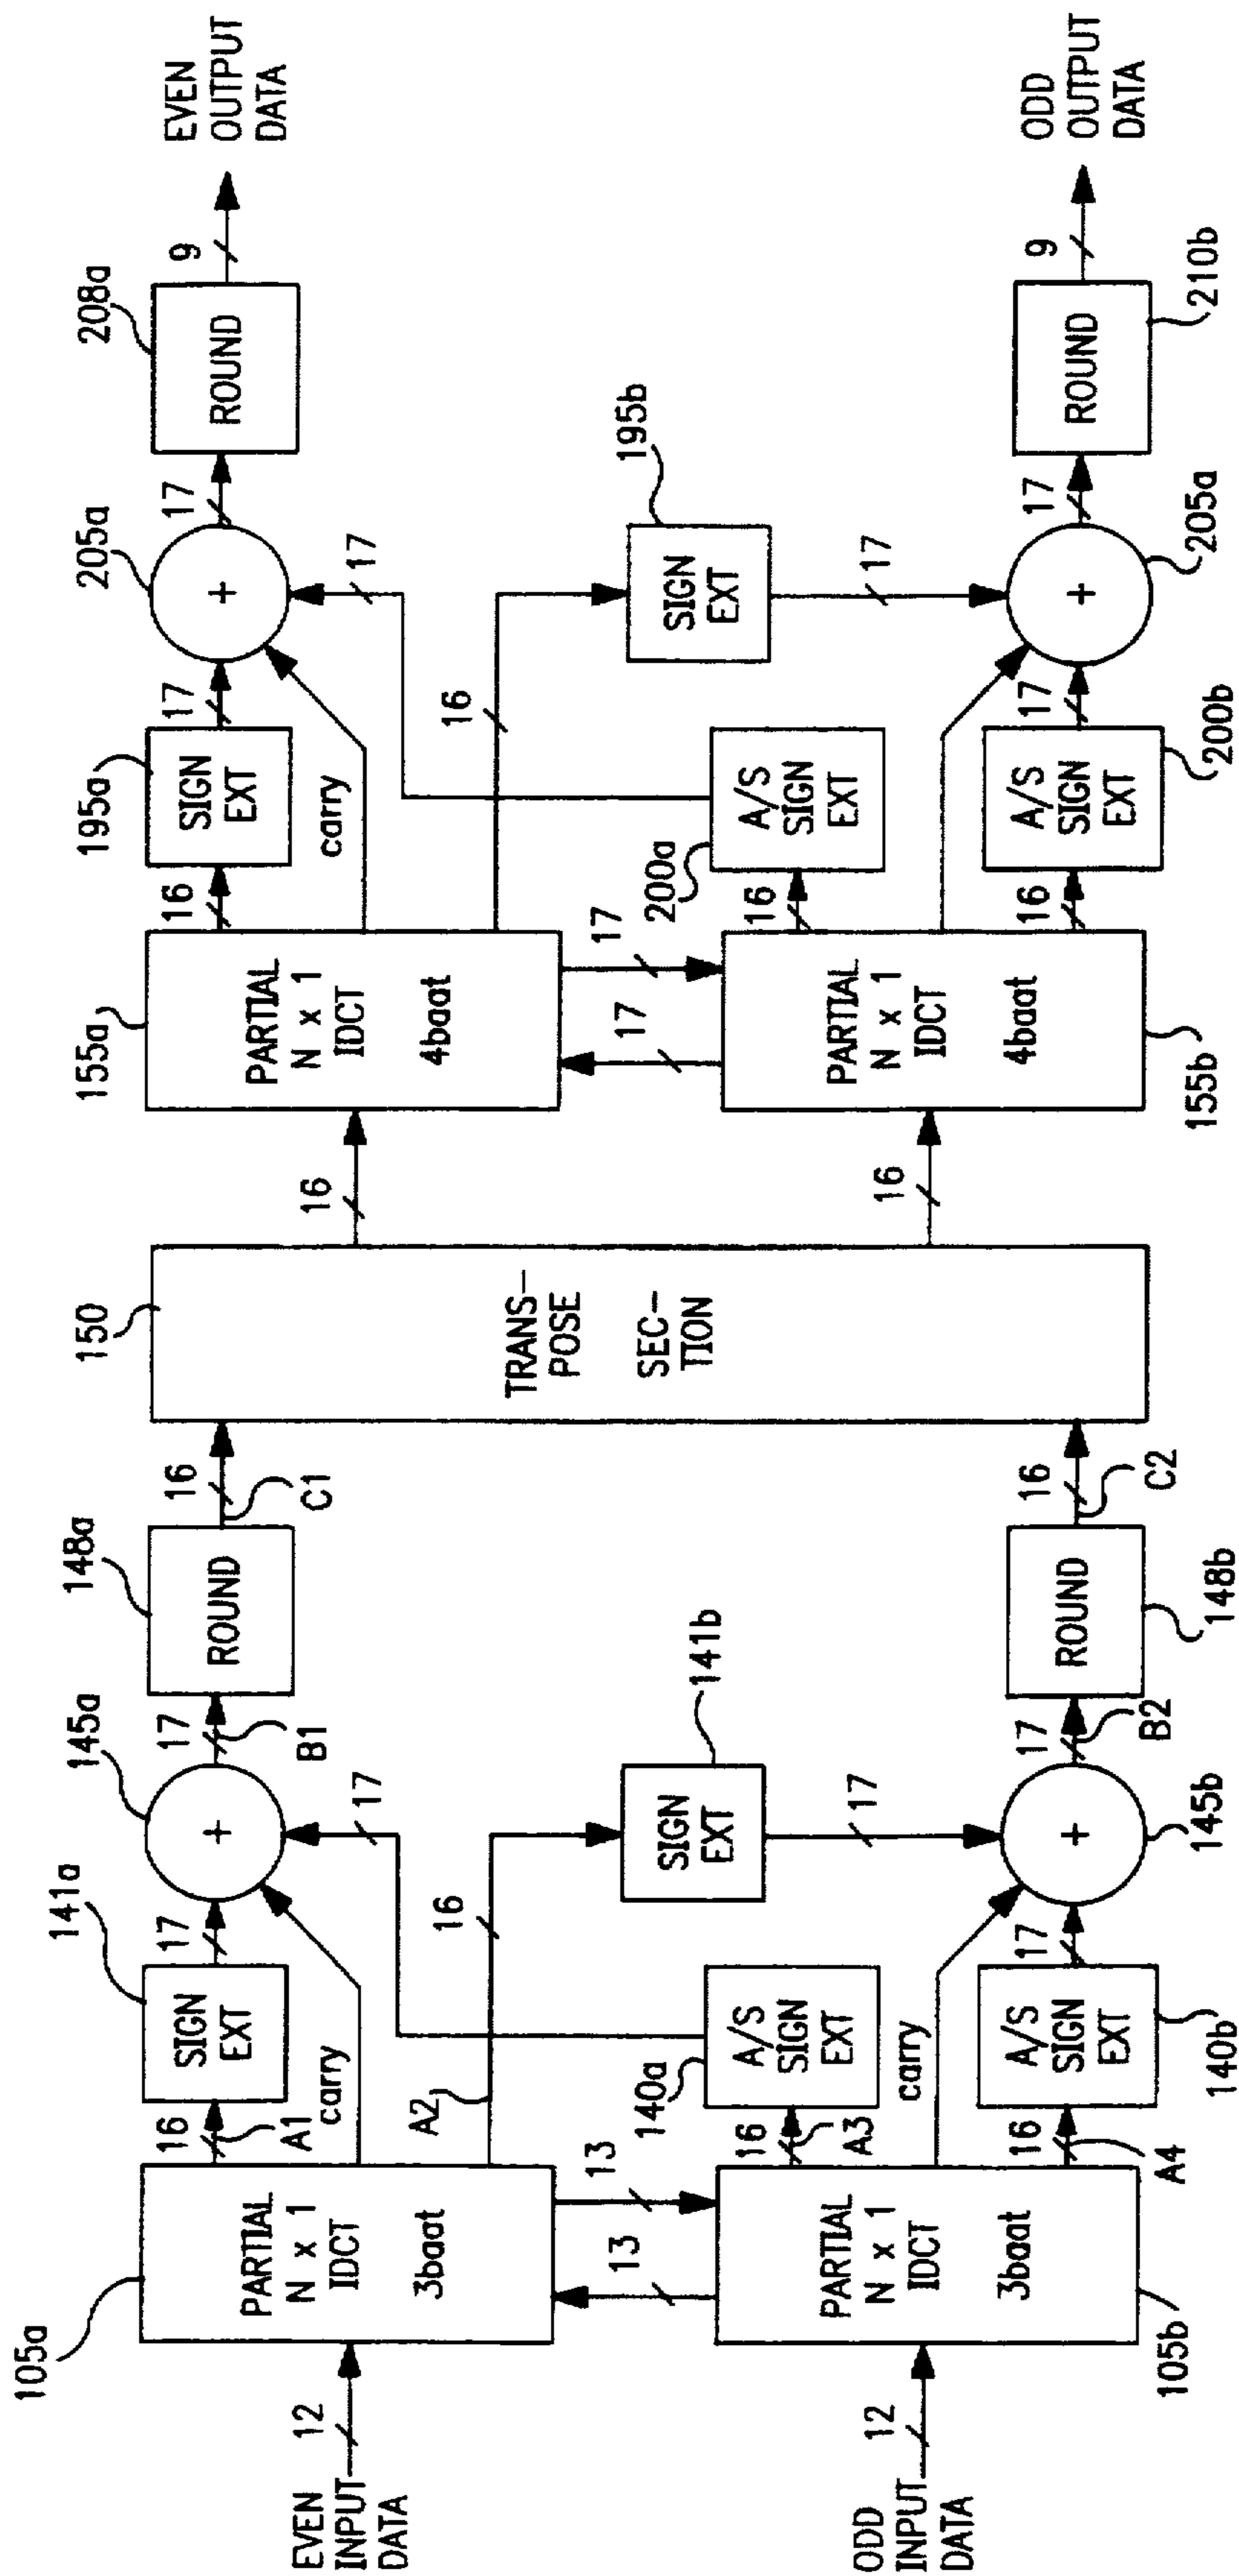 EVEN
INPUT
DATA
12
105a
PARTIAL
N x 1
IDCT
3baat
16
A1
141a
SIGN
EXT
17
carry
145a
+
17
B1
148a
ROUND
16
C1
A2
16
17
141b
SIGN
EXT
17
13
13
ODD
INPUT
DATA
12
105b
PARTIAL
N x 1
IDCT
3baat
16
A3
140a
A/S
SIGN
EXT
carry
16
A4
A/S
SIGN
EXT
140b
17
+
145b
17
B2
ROUND
148b
16
C2
150
TRANS-
POSE
SEC-
TION
16
16
155a
PARTIAL
N x 1
IDCT
4baat
16
195a
SIGN
EXT
17
carry
205a
+
17
208a
ROUND
9
EVEN
OUTPUT
DATA
16
17
195b
SIGN
EXT
17
17
17
PARTIAL
N x 1
IDCT
4baat
155b
16
200a
A/S
SIGN
EXT
16
A/S
SIGN
EXT
200b
17
+
205a
17
ROUND
210b
9
ODD
OUTPUT
DATA